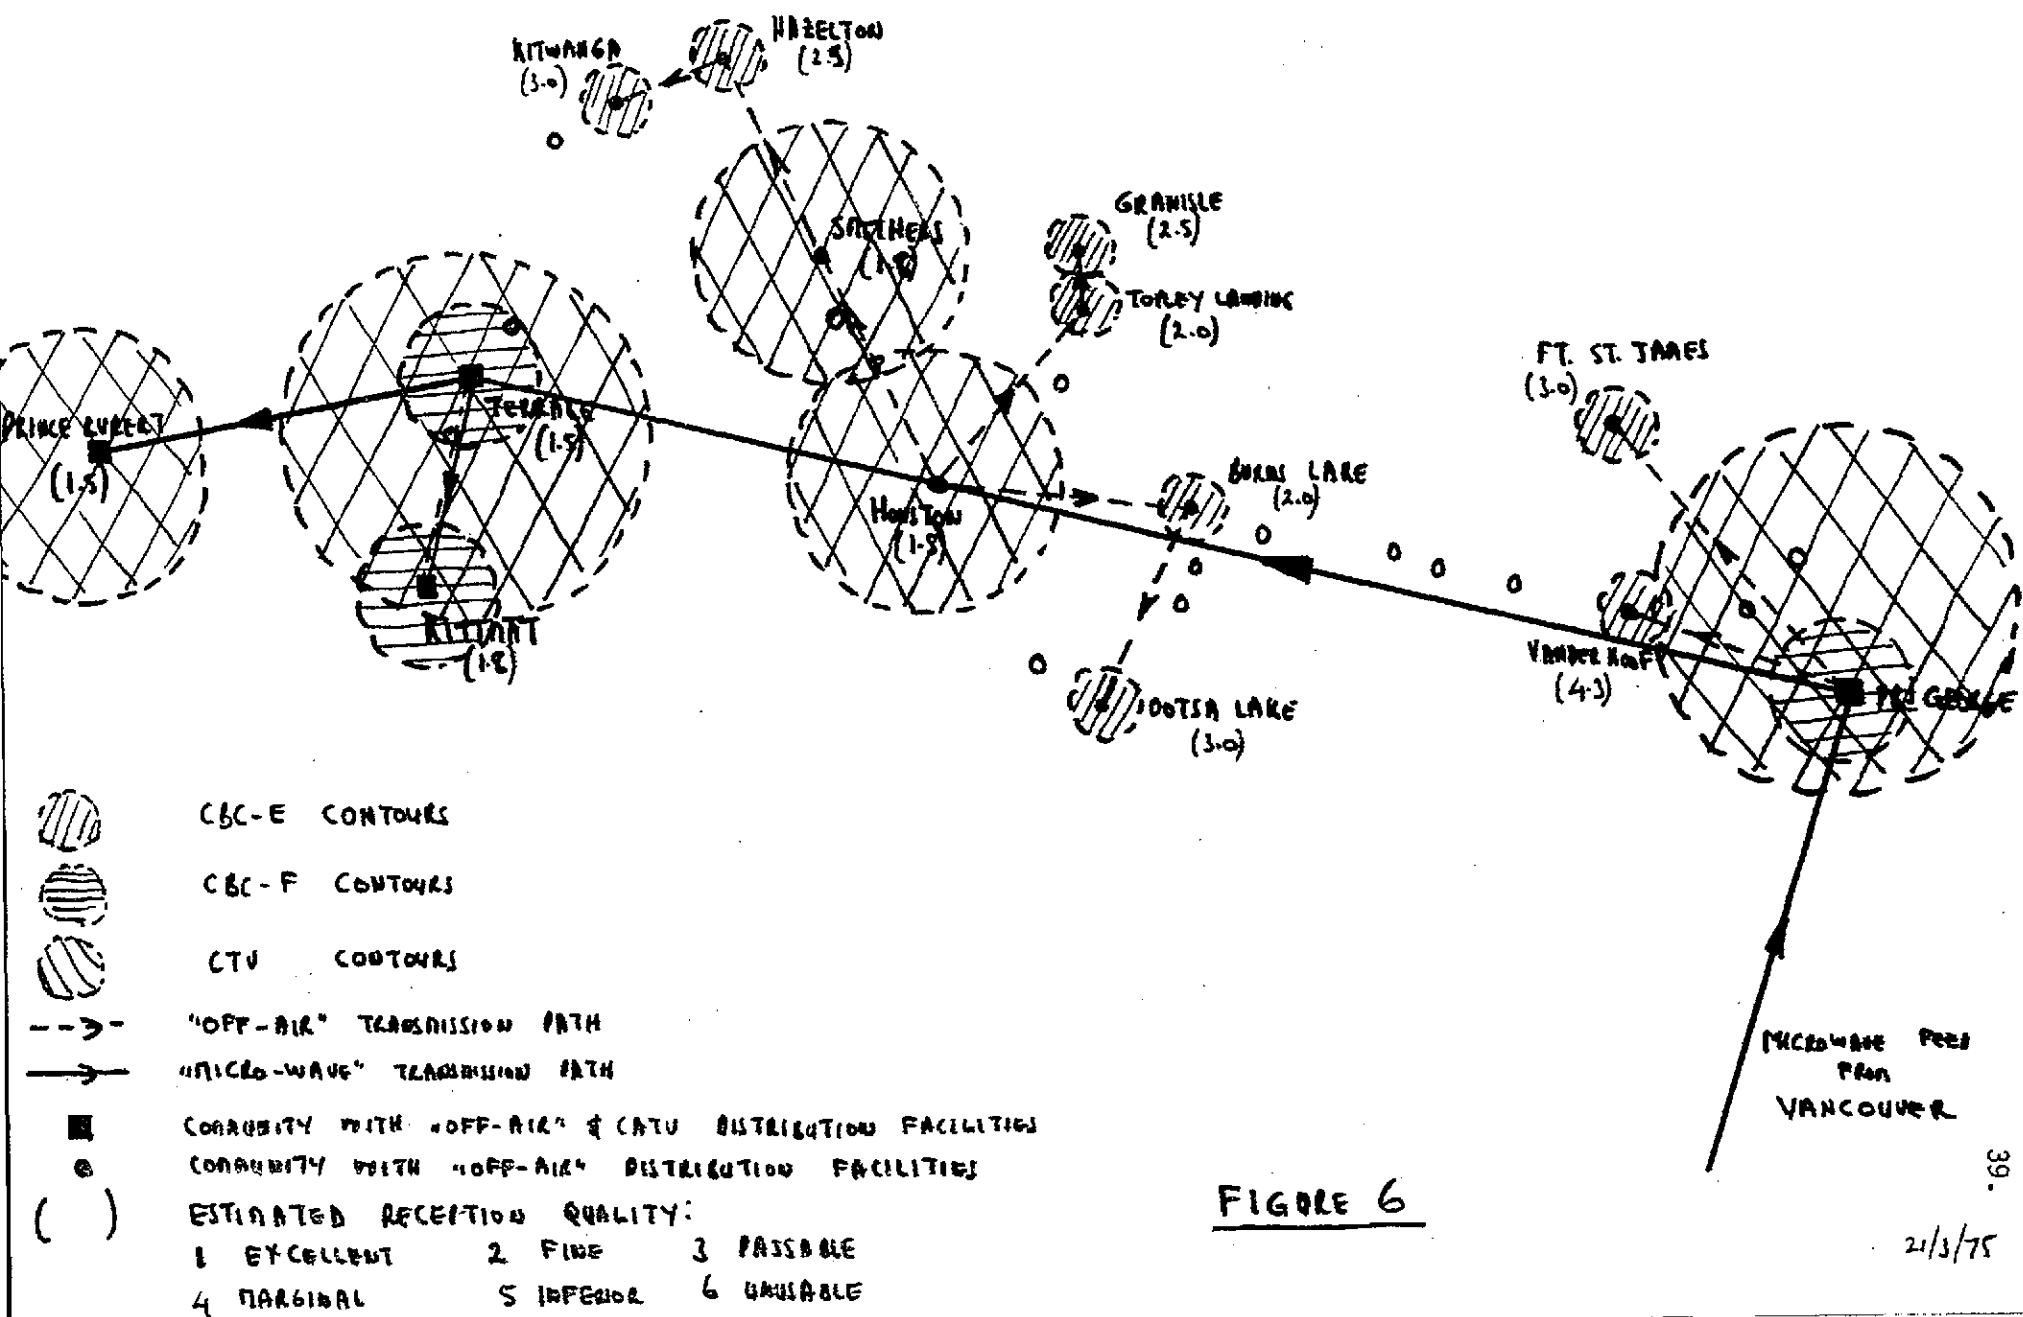 HAZELTON
(2.5)
KITWANGA
(3.0)
GRANISLE
(2.5)
SMITHERS
TOPLEY LANDING
(2.0)
FT. ST. JAMES
(3.0)
PRINCE RUPERT
(1.5)
TERRACE
(1.5)
BURNS LAKE
(2.0)
HOUSTON
(1.5)
KITIMAT
(1.8)
VANDERHOOF
(4.3)
PR. GEORGE
OOTSA LAKE
(3.0)
CBC-E CONTOURS
CBC-F CONTOURS
CTV CONTOURS
"OFF-AIR" TRANSMISSION PATH
"MICRO-WAVE" TRANSMISSION PATH
COMMUNITY WITH "OFF-AIR" & CATV DISTRIBUTION FACILITIES
COMMUNITY WITH "OFF-AIR" DISTRIBUTION FACILITIES
( ) ESTIMATED RECEPTION QUALITY:
1 EXCELLENT 2 FINE 3 PASSABLE
4 MARGINAL 5 INFERIOR 6 UNUSABLE
MICROWAVE FEED
FROM
VANCOUVER
FIGURE 6
39.
21/3/75